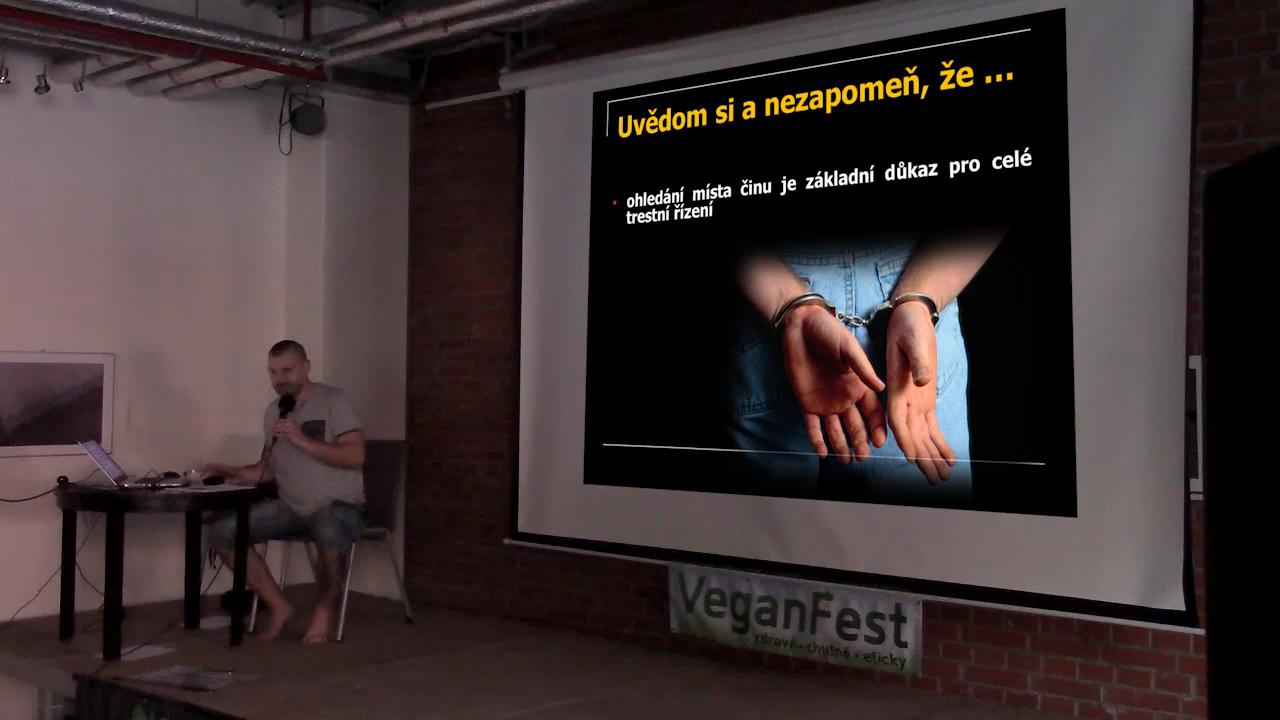 Uvědom si a nezapomeň, že ...
ohledání místa činu je základní důkaz pro celé
trestní řízení
VeganFest
zdravě • chutně • eticky